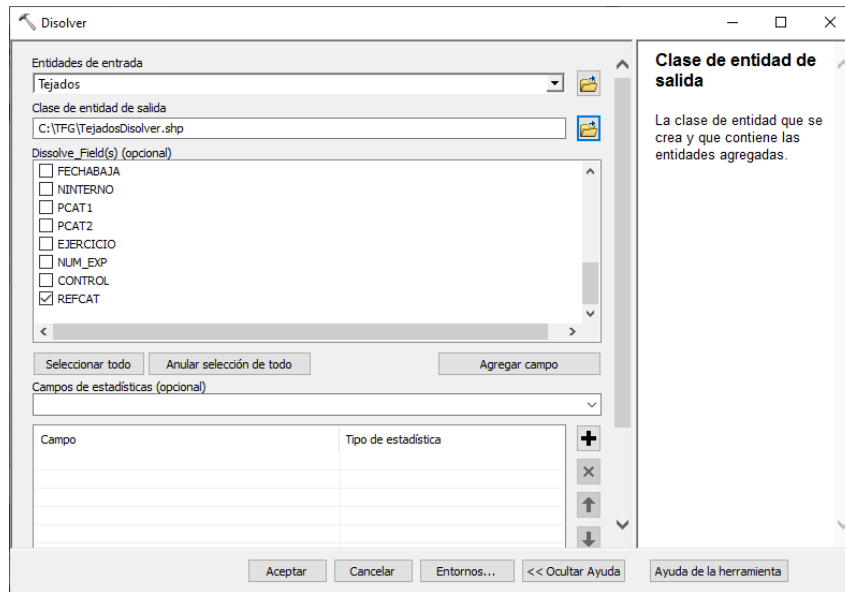 Disolver
Entidades de entrada
Tejados
Clase de entidad de salida
C:\TFG\TejadosDisolver.shp
Dissolve_Field(s) (opcional)
FECHABAJA
NINTERNO
PCAT1
PCAT2
EJERCICIO
NUM_EXP
CONTROL
REFCAT
Seleccionar todo
Anular selección de todo
Agregar campo
Campos de estadísticas (opcional)
Campo
Tipo de estadística
Clase de entidad de
salida
La clase de entidad que se
crea y que contiene las
entidades agregadas.
Aceptar
Cancelar
Entornos...
<< Ocultar Ayuda
Ayuda de la herramienta